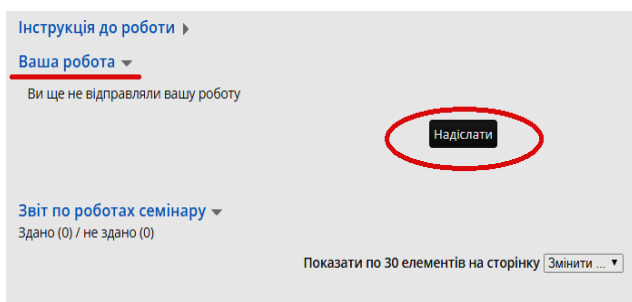 Інструкція до роботи
Ваша робота
Ви ще не відправляли вашу роботу
Надіслати
Звіт по роботах семінару
Здано (0) / не здано (0)
Показати по 30 елементів на сторінку Змінити ...